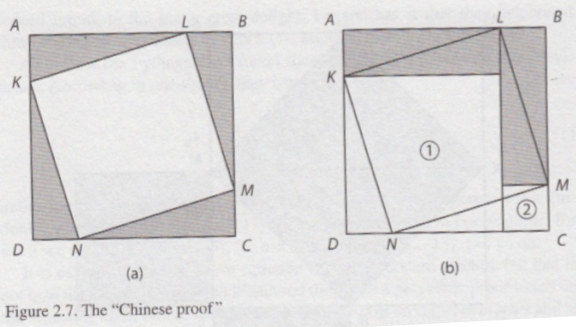 A L B A L B
K K
① 
M M
②
D N C D N C
(a) (b)
Figure 2.7. The “Chinese proof”